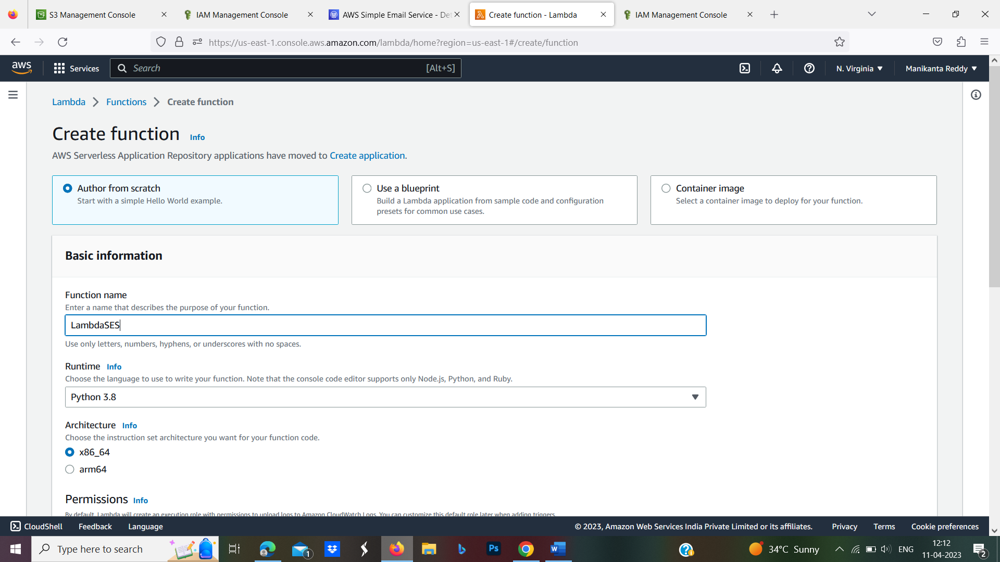 S3 Management Console
IAM Management Console
AWS Simple Email Service - Det
Create function - Lambda
IAM Management Console
https://us-east-1.console.aws.amazon.com/lambda/home?region=us-east-1#/create/function
aws
Services
Search
[Alt+S]
N. Virginia
Manikanta Reddy
Lambda
Functions
Create function
Create function Info
AWS Serverless Application Repository applications have moved to Create application.
Author from scratch
Start with a simple Hello World example.
Use a blueprint
Build a Lambda application from sample code and configuration
presets for common use cases.
Container image
Select a container image to deploy for your function.
Basic information
Function name
Enter a name that describes the purpose of your function.
LambdaSES
Use only letters, numbers, hyphens, or underscores with no spaces.
Runtime Info
Choose the language to use to write your function. Note that the console code editor supports only Node.js, Python, and Ruby.
Python 3.8
Architecture Info
Choose the instruction set architecture you want for your function code.
x86_64
arm64
Permissions Info
By default, Lambda will create an execution role with permissions to upload logs to Amazon CloudWatch Logs. You can customize this default role later when adding triggers.
CloudShell
Feedback
Language
© 2023, Amazon Web Services India Private Limited or its affiliates.
Privacy
Terms
Cookie preferences
Type here to search
1
Ps
W
34°C Sunny
ENG
12:12
11-04-2023
2